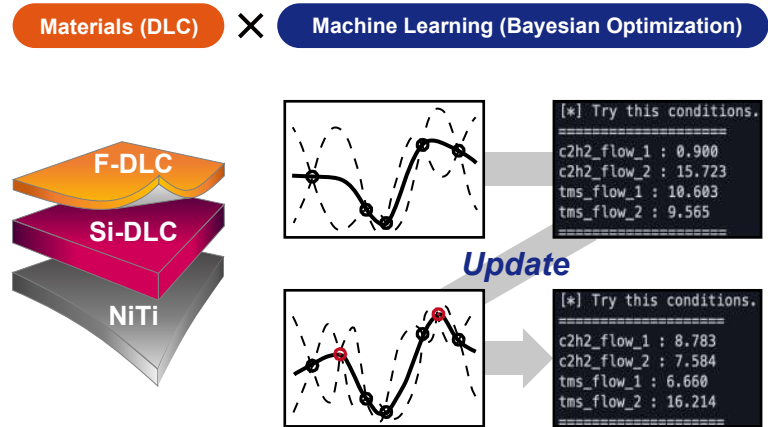 Materials (DLC) × Machine Learning (Bayesian Optimization)
F-DLC
Si-DLC
NiTi
[*] Try this conditions.
====================
c2h2_flow_1 : 0.900
c2h2_flow_2 : 15.723
tms_flow_1 : 10.603
tms_flow_2 : 9.565
====================
Update
[*] Try this conditions.
====================
c2h2_flow_1 : 8.783
c2h2_flow_2 : 7.584
tms_flow_1 : 6.660
tms_flow_2 : 16.214
====================